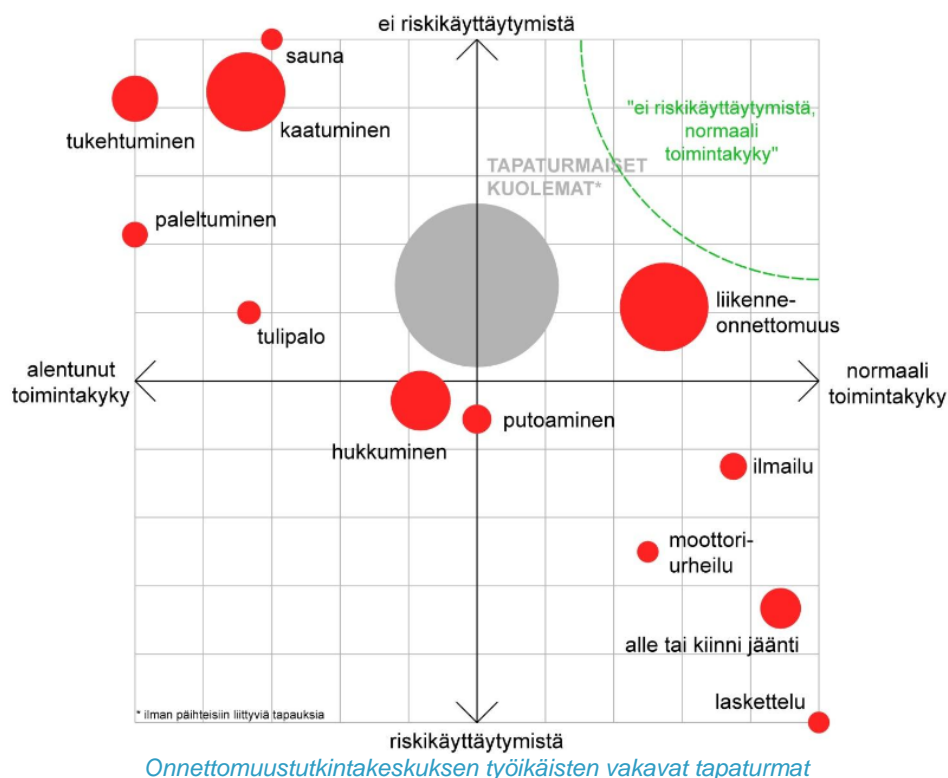 ei riskikäyttäytymistä
sauna
kaatuminen
tukehtuminen
"ei riskikäyttäytymistä,
normaali
toimintakyky"
TAPATURMAISET
KUOLEMAT*
paleltuminen
liikenne-
onnettomuus
tulipalo
alentunut
toimintakyky
normaali
toimintakyky
hukkuminen
putoaminen
ilmailu
moottori-
urheilu
alle tai kiinni jäänti
laskettelu
* ilman päihteisiin liittyviä tapauksia
riskikäyttäytymistä
Onnettomuustutkintakeskuksen työikäisten vakavat tapaturmat